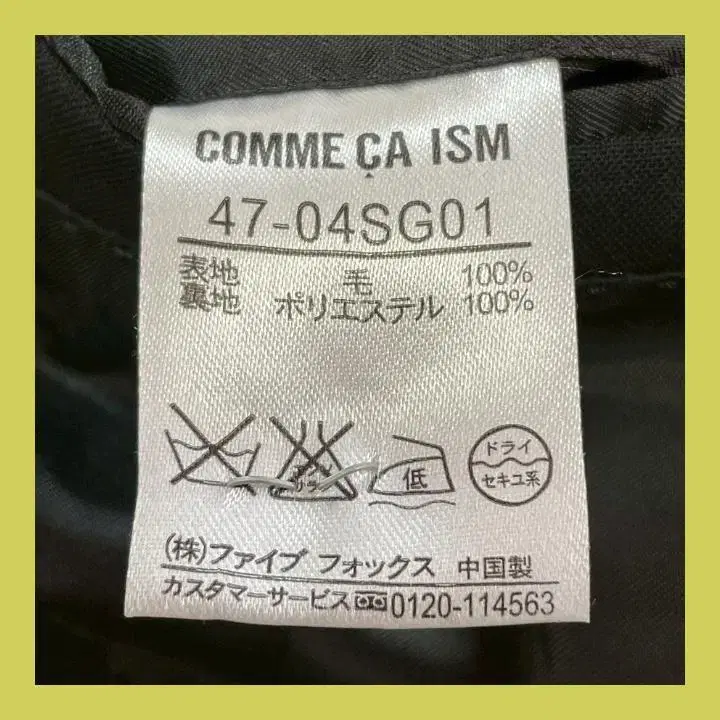 COMME ÇA ISM
47-04SG01
表地 毛 100%
裏地 ポリエステル 100%
低
ドライ
セキユ系
(株)ファイブ フォックス 中国製
カスタマーサービス 0120-114563